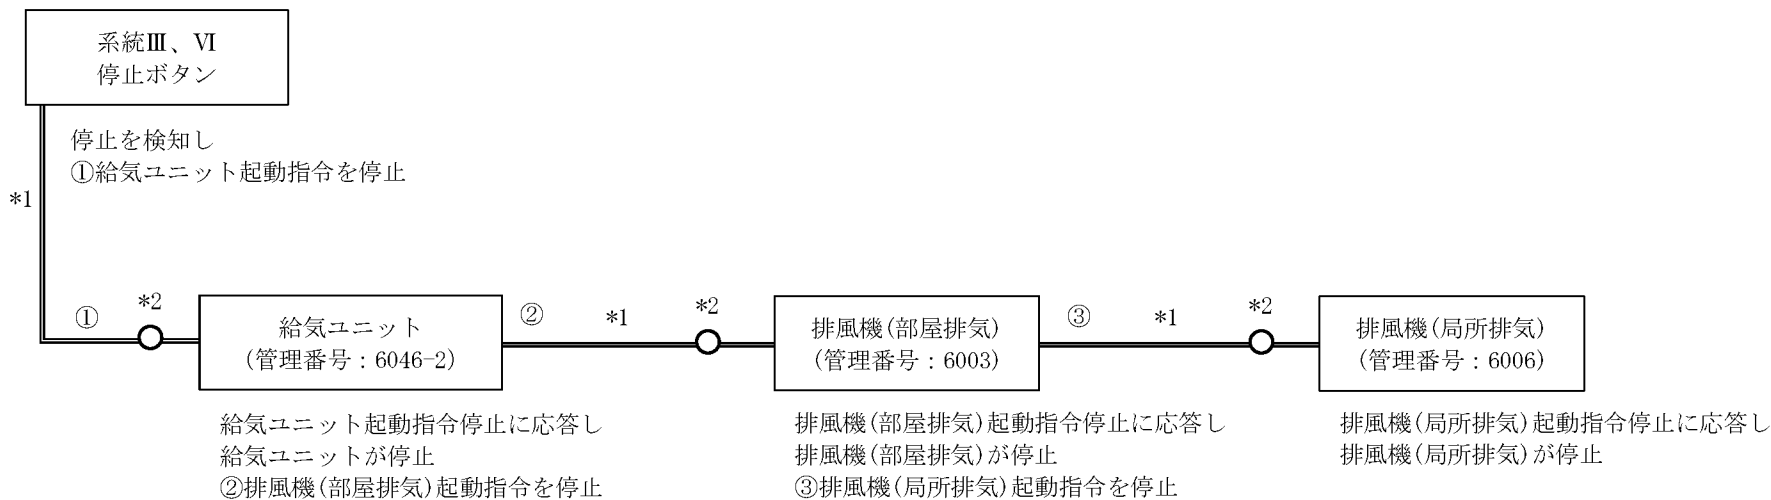 系統Ⅲ、Ⅵ
停止ボタン
停止を検知し
①給気ユニット起動指令を停止
*1
①
*2
給気ユニット
(管理番号：6046-2)
②
*1
*2
排風機(部屋排気)
(管理番号：6003)
③
*1
*2
排風機(局所排気)
(管理番号：6006)
給気ユニット起動指令停止に応答し
給気ユニットが停止
②排風機(部屋排気)起動指令を停止
排風機(部屋排気)起動指令停止に応答し
排風機(部屋排気)が停止
③排風機(局所排気)起動指令を停止
排風機(局所排気)起動指令停止に応答し
排風機(局所排気)が停止